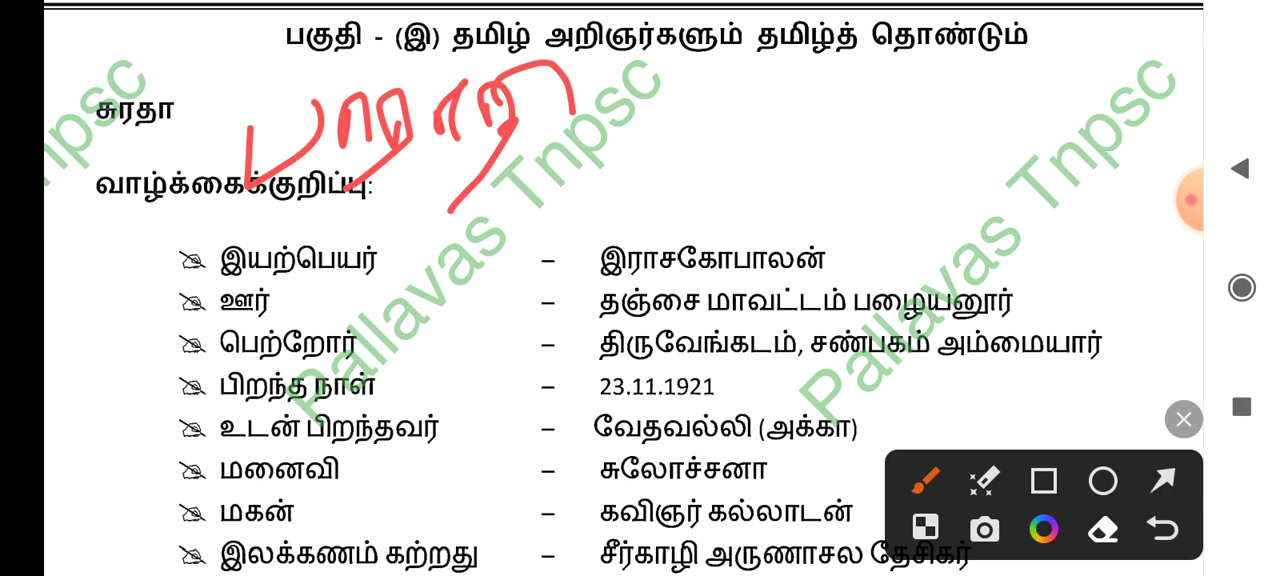 பகுதி - (இ) தமிழ் அறிஞர்களும் தமிழ்த் தொண்டும்
சுரதா
வாழ்க்கைக்குறிப்பு:
இயற்பெயர் – இராசகோபாலன்
ஊர் – தஞ்சை மாவட்டம் பழையனூர்
பெற்றோர் – திருவேங்கடம், சண்பகம் அம்மையார்
பிறந்த நாள் – 23.11.1921
உடன் பிறந்தவர் – வேதவல்லி (அக்கா)
மனைவி – சுலோச்சனா
மகன் – கவிஞர் கல்லாடன்
இலக்கணம் கற்றது – சீர்காழி அருணாசல தேசிகர்
Pallavas Tnpsc
Pallavas Tnpsc
npsc